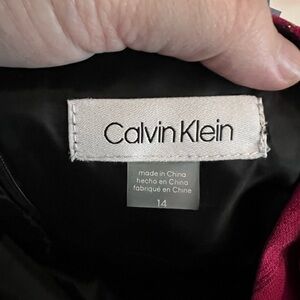 Calvin Klein
made in China
hecho en China
fabriqué en Chine
14